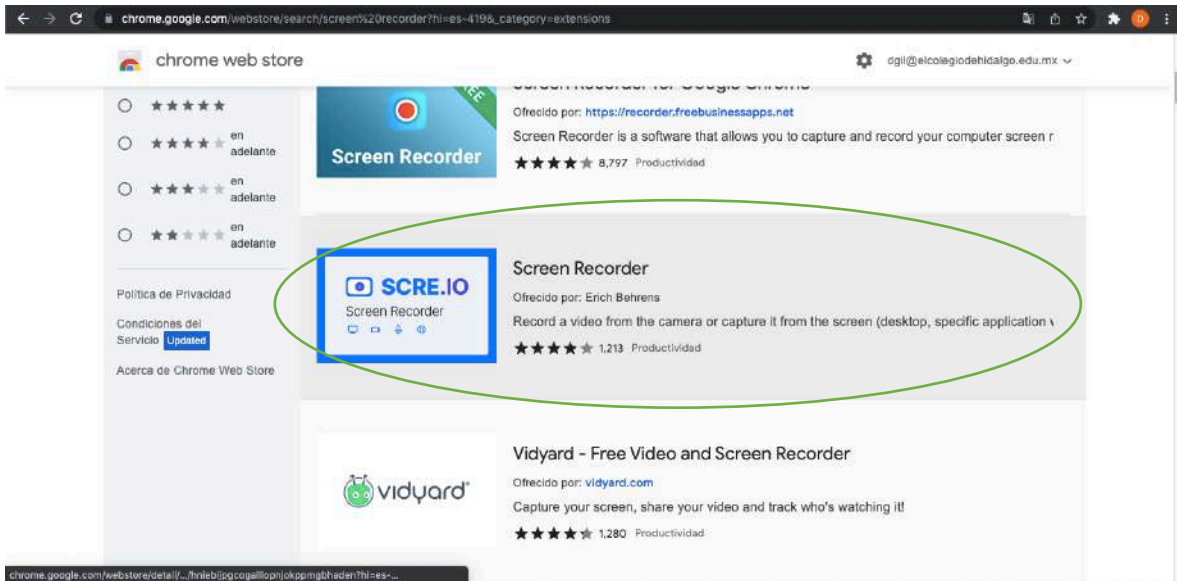 chrome.google.com/webstore/search/screen%20recorder?hl=es-419&_category=extensions
D
chrome web store
dgil@elcolegiodehidalgo.edu.mx
en
adelante
en
adelante
en
adelante
Política de Privacidad
Condiciones del
Servicio Updated
Acerca de Chrome Web Store
FREE
Screen Recorder
Screen Recorder for Google Chrome
Ofrecido por: https://recorder.freebusinessapps.net
Screen Recorder is a software that allows you to capture and record your computer screen r
8,797 Productividad
SCRE.IO
Screen Recorder
Screen Recorder
Ofrecido por: Erich Behrens
Record a video from the camera or capture it from the screen (desktop, specific application v
1,213 Productividad
vidyard
Vidyard - Free Video and Screen Recorder
Ofrecido por: vidyard.com
Capture your screen, share your video and track who's watching it!
1,280 Productividad